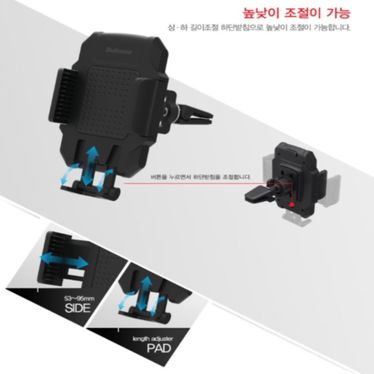 높낮이 조절이 가능
상 · 하 길이조절 하단받침으로 높낮이 조절이 가능합니다.
버튼을 누르면서 하단받침을 조절합니다.
53~95mm
SIDE
length adjuster
PAD